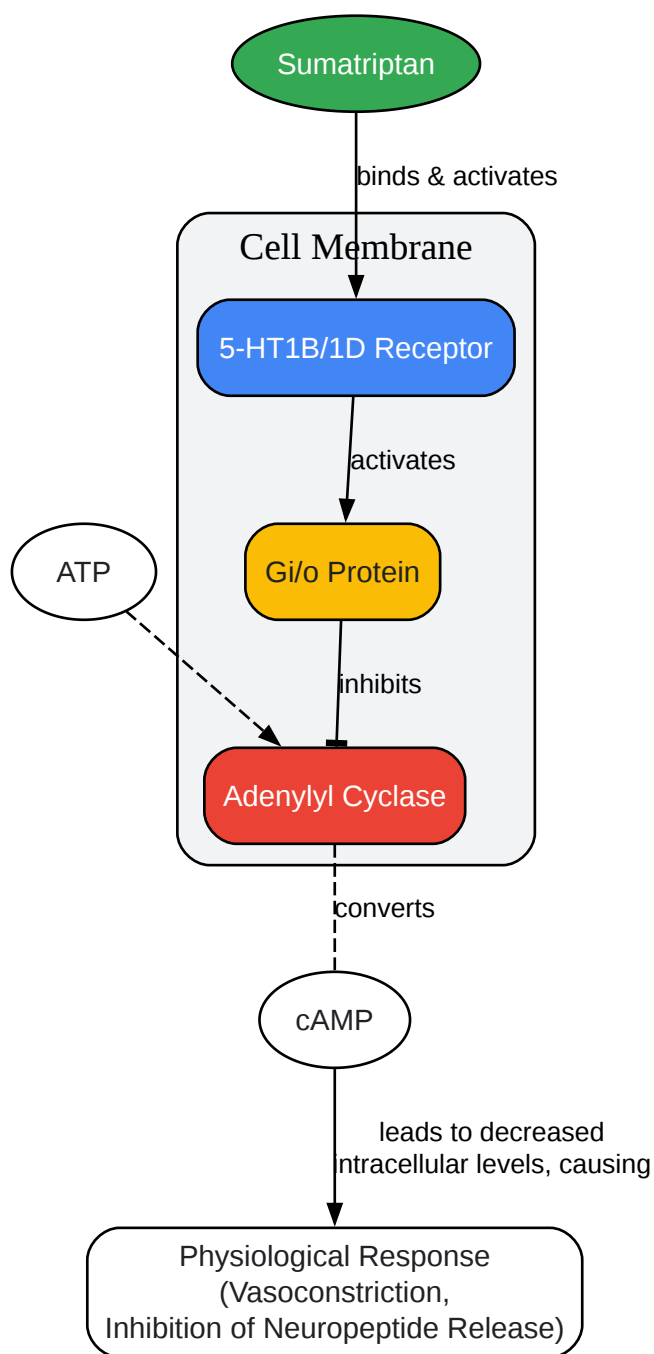 Sumatriptan
binds & activates
Cell Membrane
5-HT1B/1D Receptor
activates
ATP
Gi/o Protein
inhibits
Adenylyl Cyclase
converts
cAMP
leads to decreased
intracellular levels, causing
Physiological Response
(Vasoconstriction,
Inhibition of Neuropeptide Release)